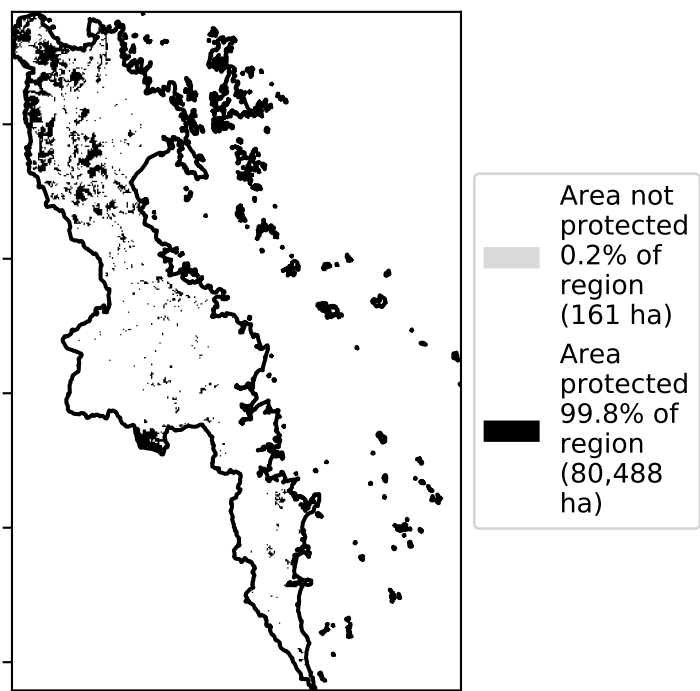 Area not
protected
0.2% of
region
(161 ha)
Area
protected
99.8% of
region
(80,488
ha)